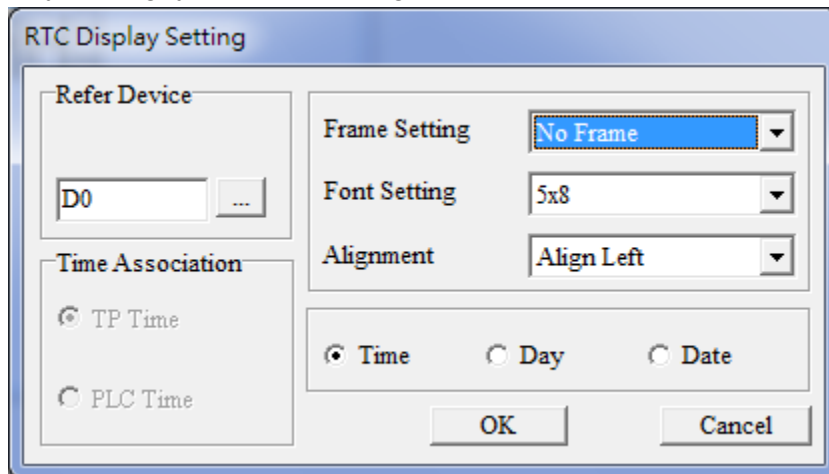 RTC Display Setting
Refer Device
D0
...
Time Association
TP Time
PLC Time
Frame Setting
No Frame
Font Setting
5x8
Alignment
Align Left
Time
Day
Date
OK
Cancel